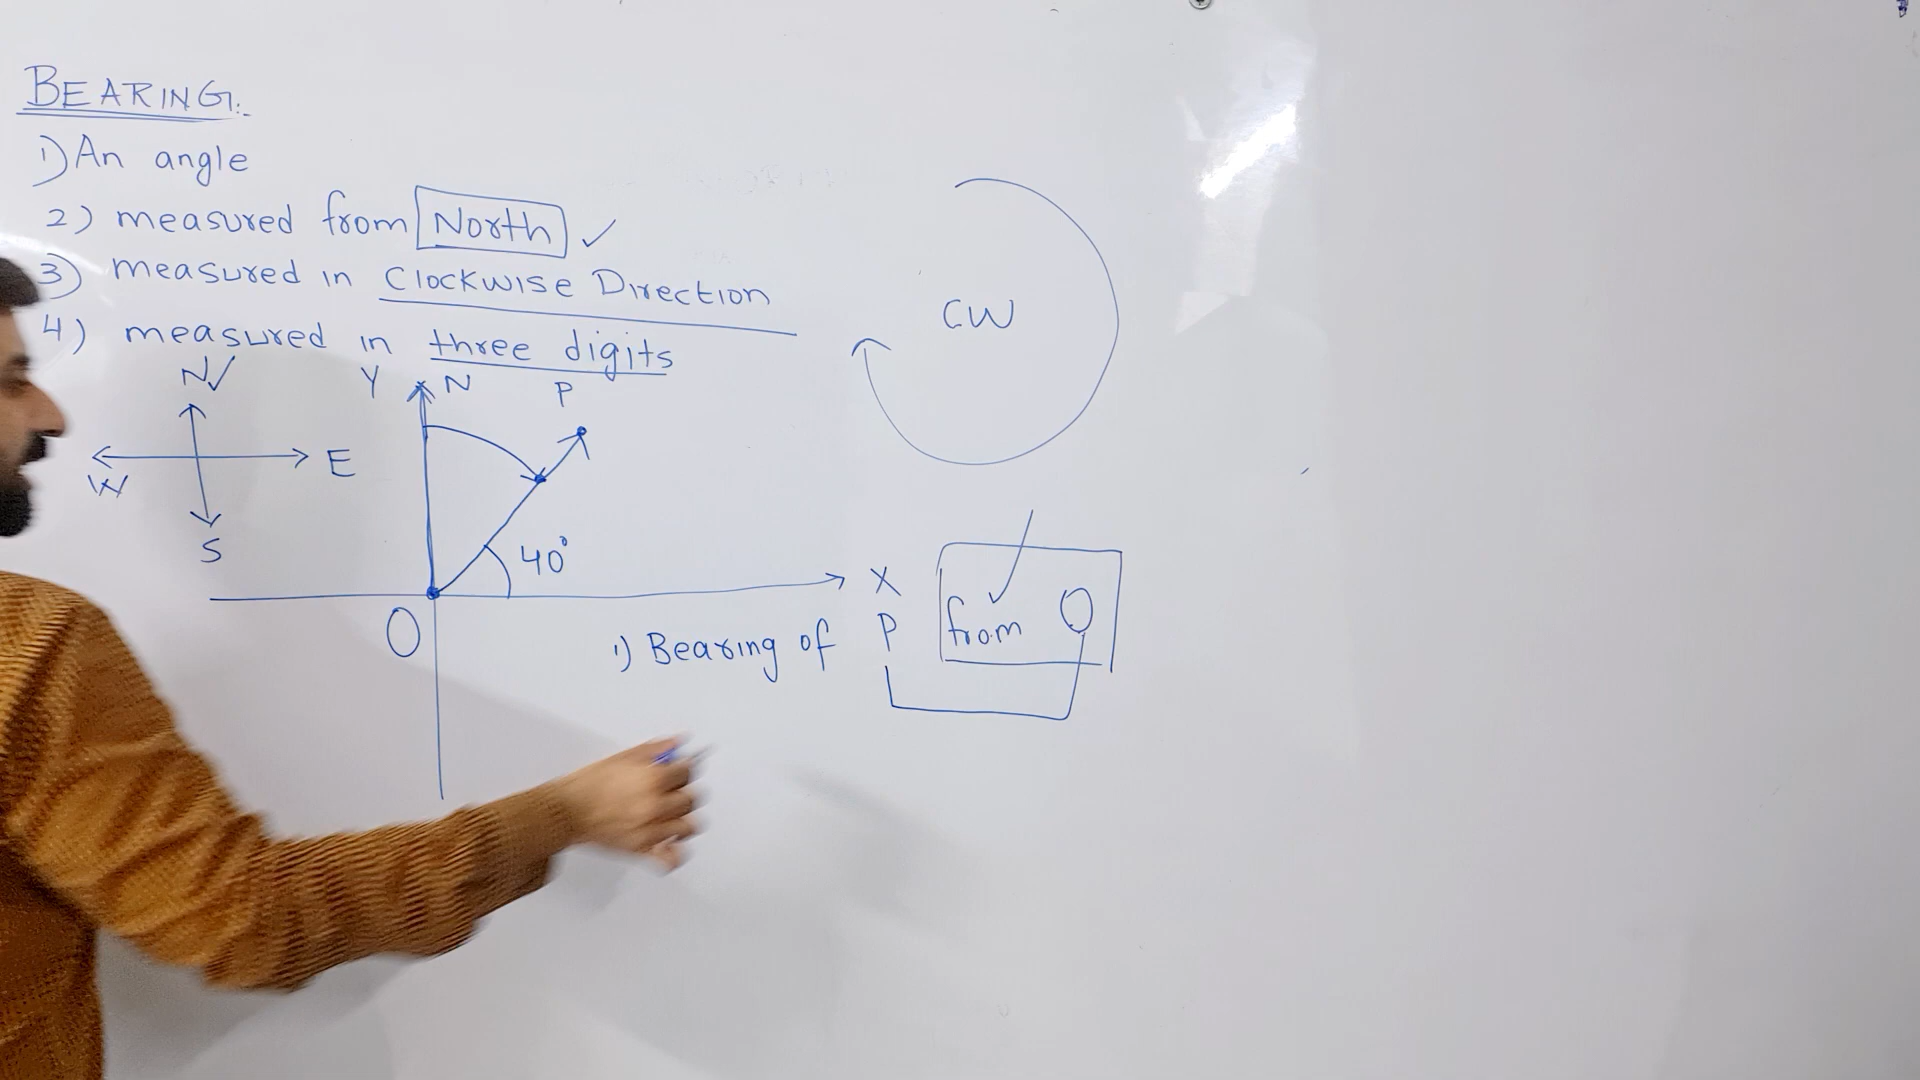 BEARING:
1) An angle
2) measured from North ✓
3) measured in Clockwise Direction
4) measured in three digits
N✓
W
E
S
Y
N
P
40°
X
O
CW
1) Bearing of P from O